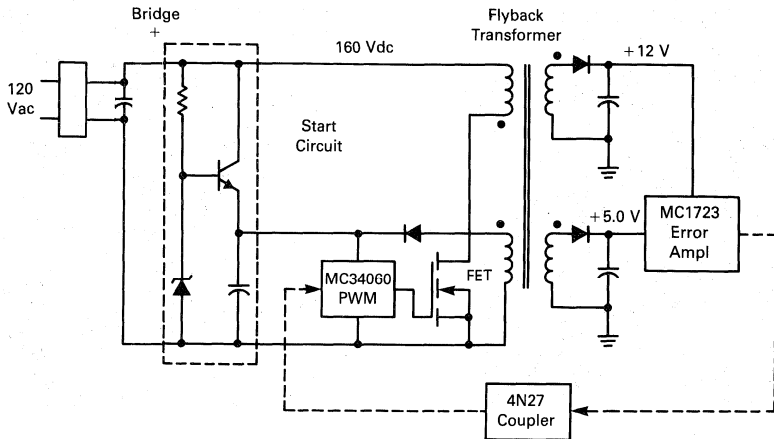 Bridge
+
Flyback
Transformer
160 Vdc
+12 V
120
Vac
Start
Circuit
+5.0 V
MC1723
Error
Ampl
MC34060
PWM
FET
4N27
Coupler